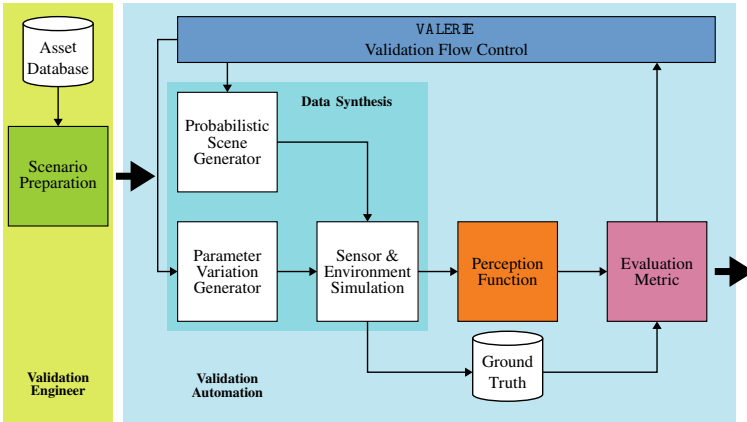 Asset
Database
Scenario
Preparation
Validation
Engineer
VALERIE
Validation Flow Control
Data Synthesis
Probabilistic
Scene
Generator
Parameter
Variation
Generator
Sensor &
Environment
Simulation
Perception
Function
Evaluation
Metric
Ground
Truth
Validation
Automation